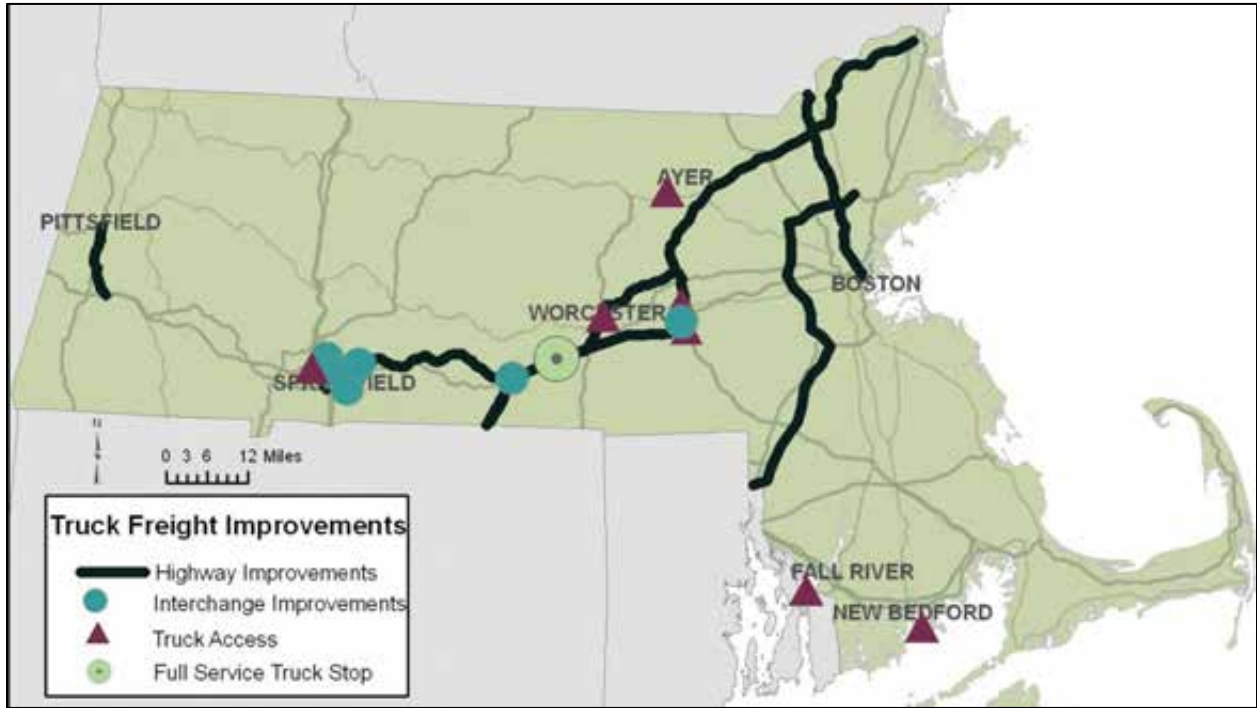 AYER
PITTSFIELD
BOSTON
WORCESTER
SPRINGFIELD
N
0 3 6 12 Miles
FALL RIVER
NEW BEDFORD
Truck Freight Improvements
Highway Improvements
Interchange Improvements
Truck Access
Full Service Truck Stop